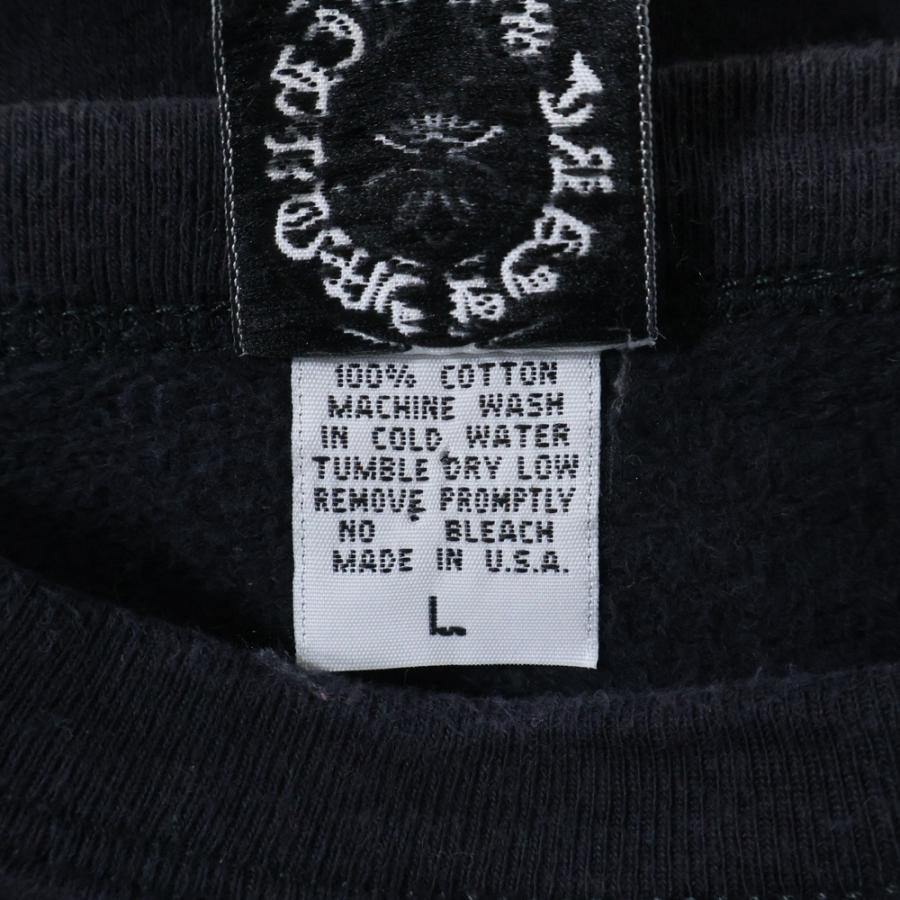 100% COTTON
MACHINE WASH
IN COLD WATER
TUMBLE DRY LOW
REMOVE PROMPTLY
NO BLEACH
MADE IN U.S.A.
L